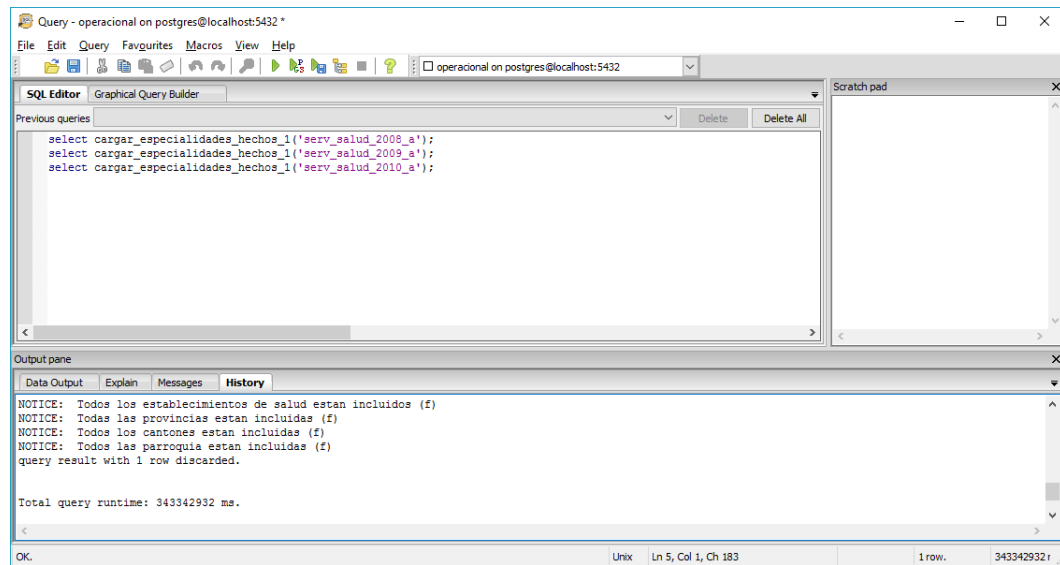 Query - operacional on postgres@localhost:5432 *
File Edit Query Favourites Macros View Help
operacional on postgres@localhost:5432
SQL Editor Graphical Query Builder
Scratch pad
Previous queries Delete Delete All
select cargar_especialidades_hechos_1('serv_salud_2008_a');
select cargar_especialidades_hechos_1('serv_salud_2009_a');
select cargar_especialidades_hechos_1('serv_salud_2010_a');
Output pane
Data Output Explain Messages History
NOTICE: Todos los establecimientos de salud estan incluidos (f)
NOTICE: Todas las provincias estan incluidas (f)
NOTICE: Todos los cantones estan incluidas (f)
NOTICE: Todos las parroquia estan incluidas (f)
query result with 1 row discarded.
Total query runtime: 343342932 ms.
OK. Unix Ln 5, Col 1, Ch 183 1 row. 343342932 r